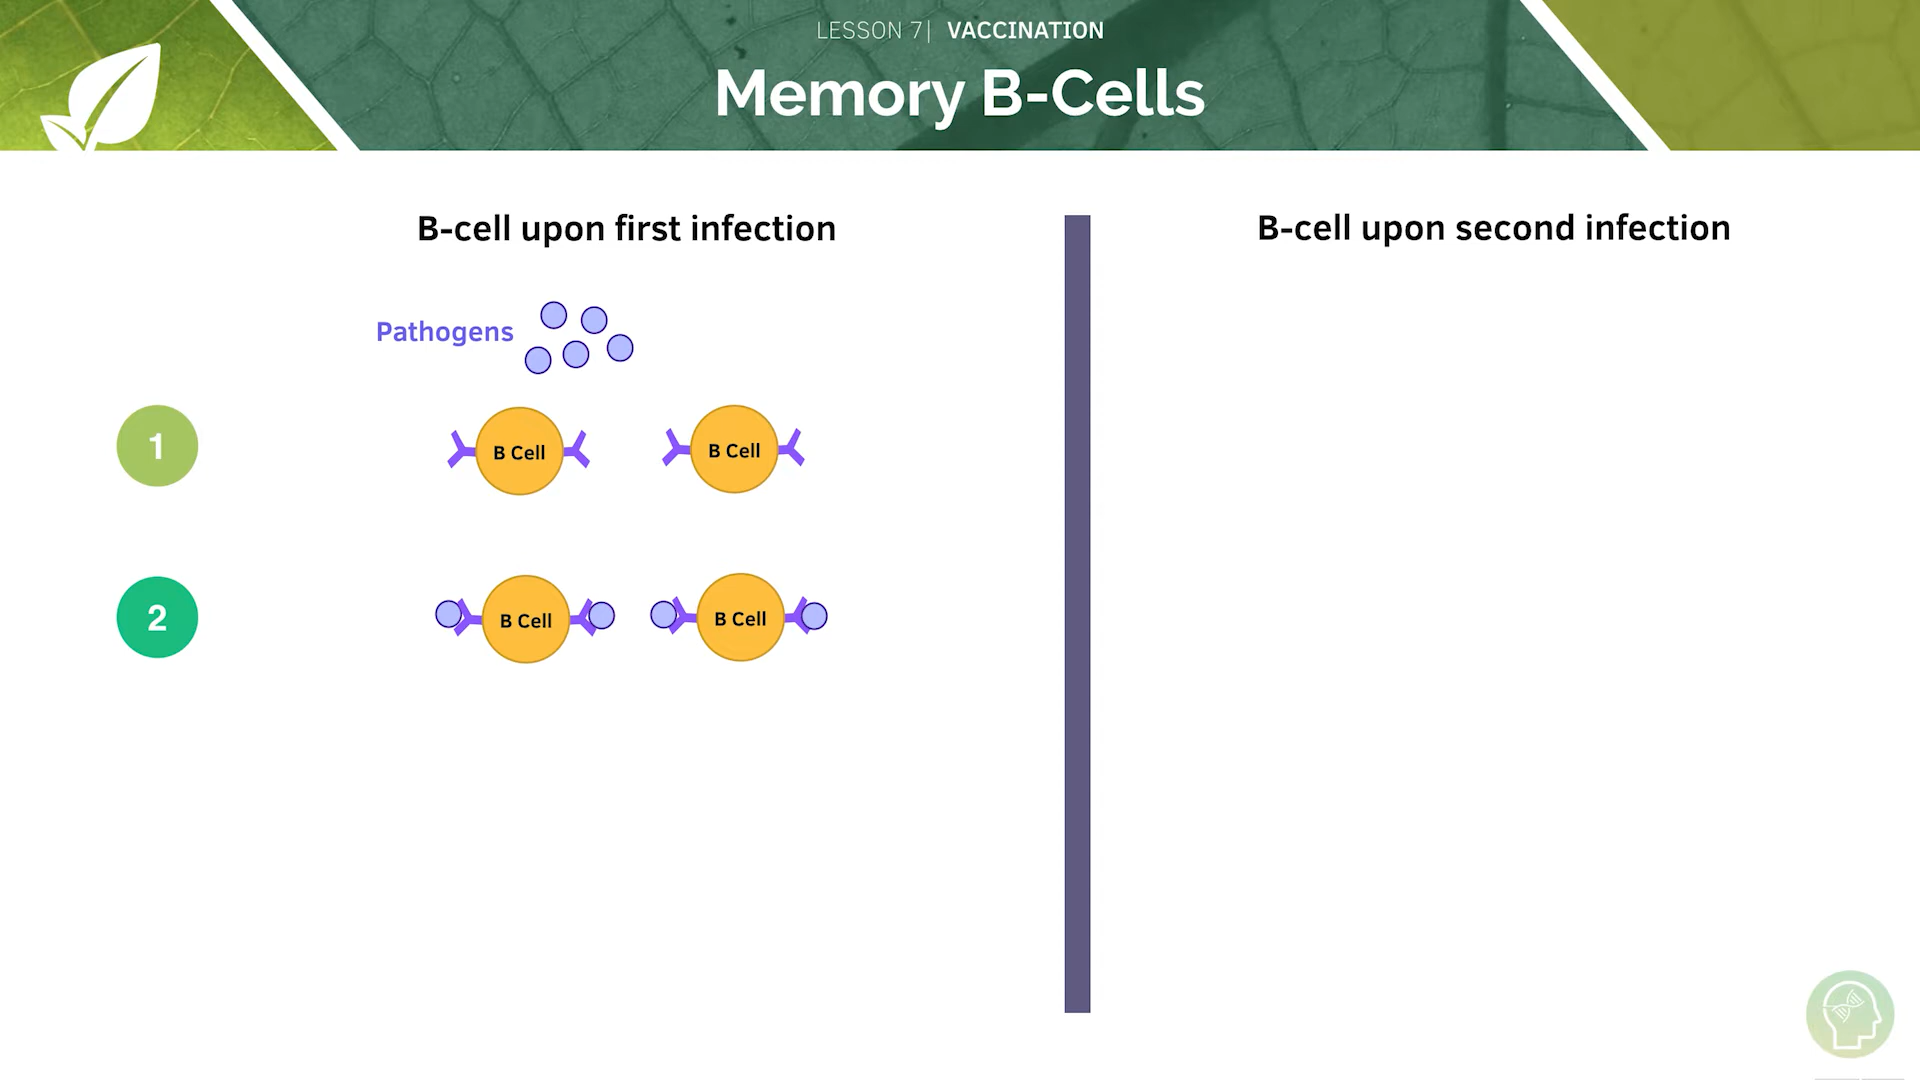 LESSON 7| VACCINATION
Memory B-Cells
B-cell upon first infection
B-cell upon second infection
Pathogens
1
B Cell
B Cell
2
B Cell
B Cell